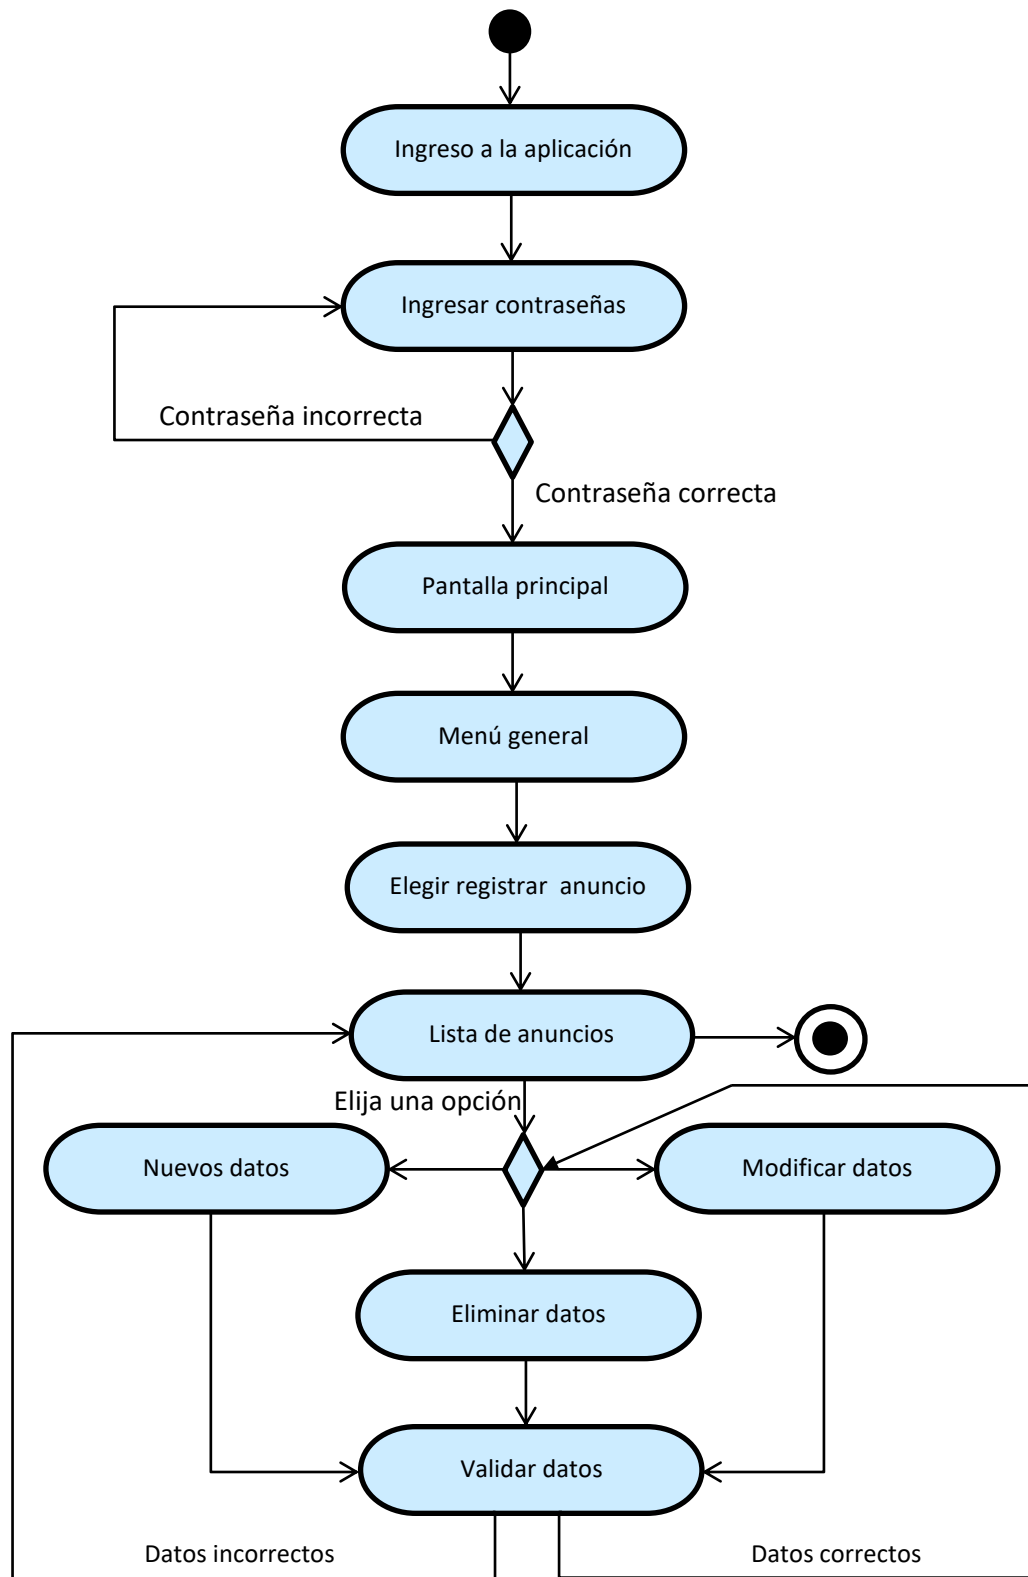 Ingreso a la aplicación
Ingresar contraseñas
Contraseña incorrecta
Contraseña correcta
Pantalla principal
Menú general
Elegir registrar  anuncio
Lista de anuncios
Elija una opción
Nuevos datos
Modificar datos
Eliminar datos
Validar datos
Datos incorrectos
Datos correctos